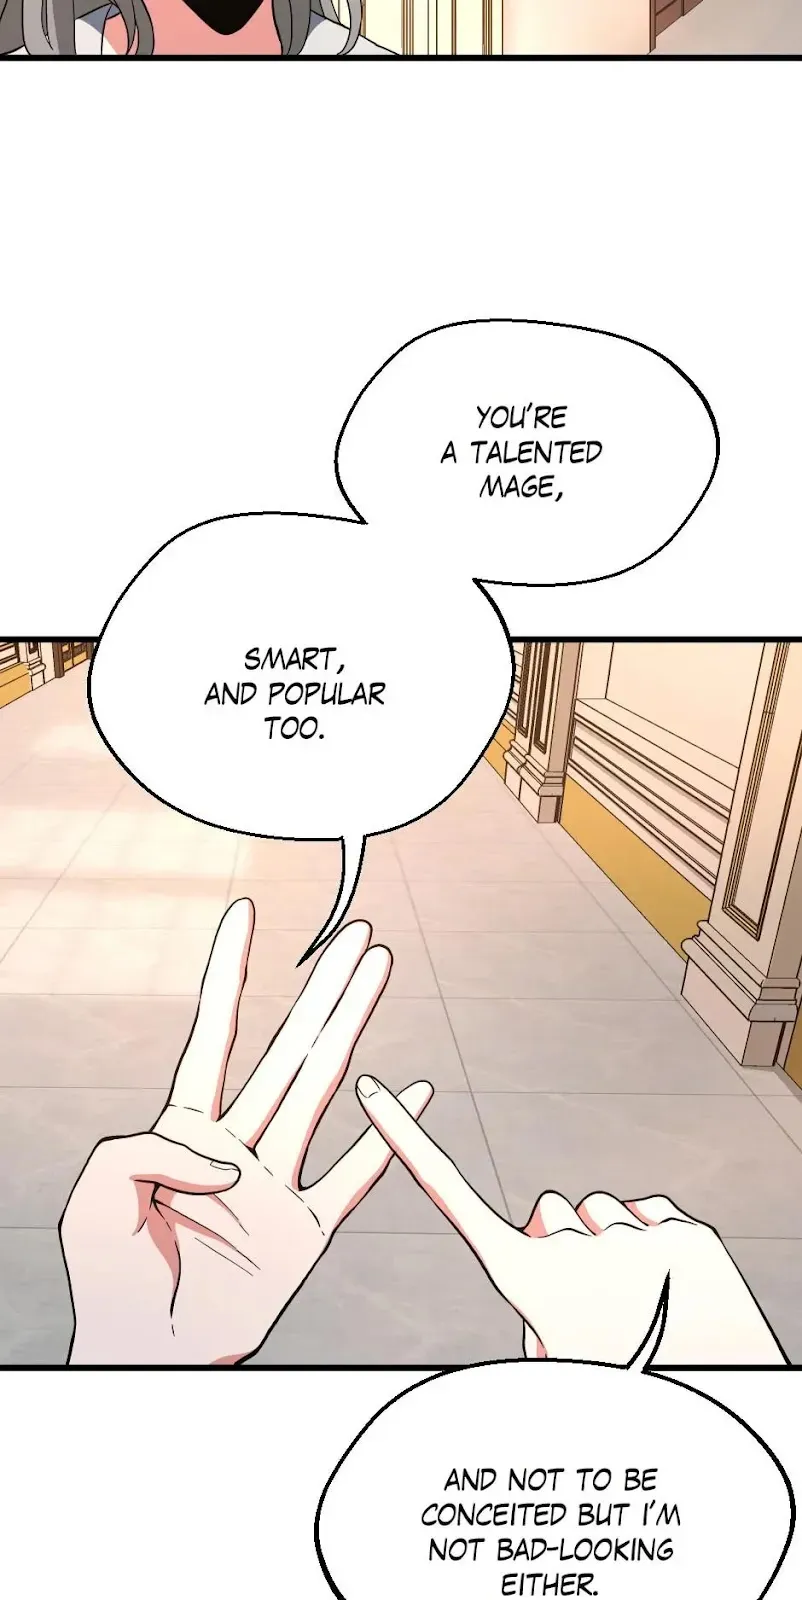 YOU'RE
A TALENTED
MAGE,
SMART,
AND POPULAR
TOO.
AND NOT TO BE
CONCEITED BUT I'M
NOT BAD-LOOKING
EITHER.